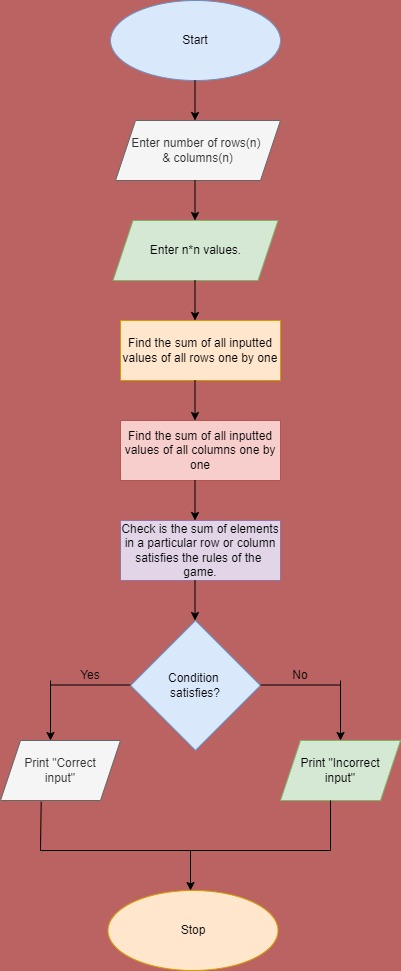 Start
Enter number of rows(n)
& columns(n)
Enter n*n values.
Find the sum of all inputted
values of all rows one by one
Find the sum of all inputted
values of all columns one by
one
Check is the sum of elements
in a particular row or column
satisfies the rules of the
game.
Condition
satisfies?
Yes
No
Print "Correct
input"
Print "Incorrect
input"
Stop